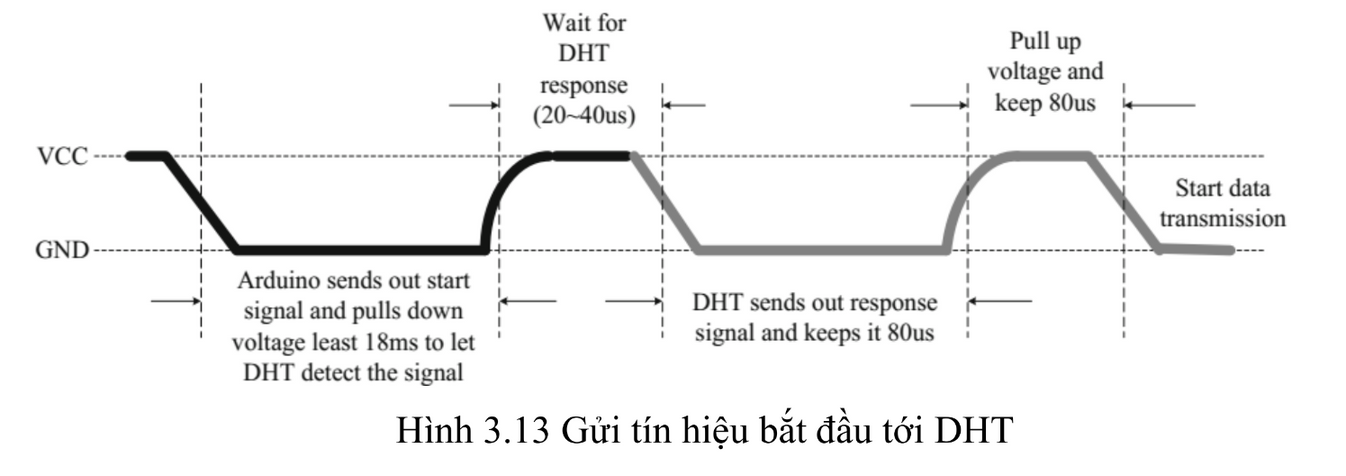 Wait for
DHT
response
(20~40us)
Pull up
voltage and
keep 80us
VCC
GND
Start data
transmission
Arduino sends out start
signal and pulls down
voltage least 18ms to let
DHT detect the signal
DHT sends out response
signal and keeps it 80us
Hình 3.13 Gửi tín hiệu bắt đầu tới DHT